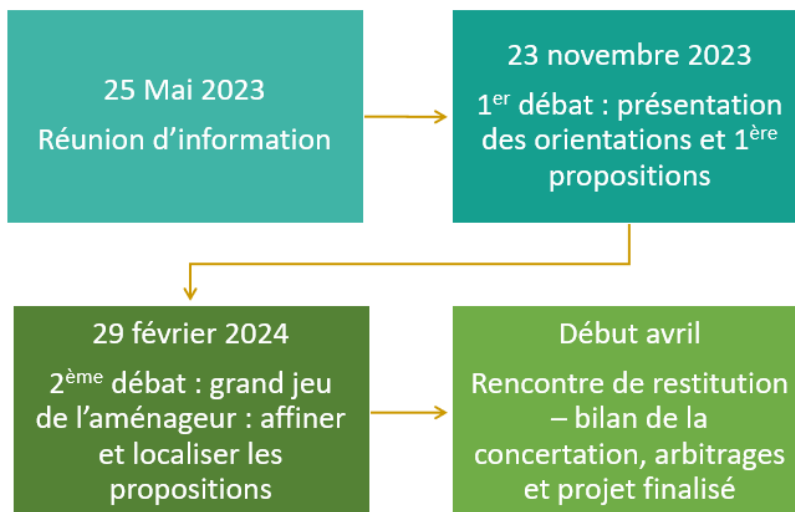 25 Mai 2023
Réunion d’information
23 novembre 2023
1er débat : présentation
des orientations et 1ère
propositions
29 février 2024
2ème débat : grand jeu
de l’aménageur : affiner
et localiser les
propositions
Début avril
Rencontre de restitution
– bilan de la
concertation, arbitrages
et projet finalisé